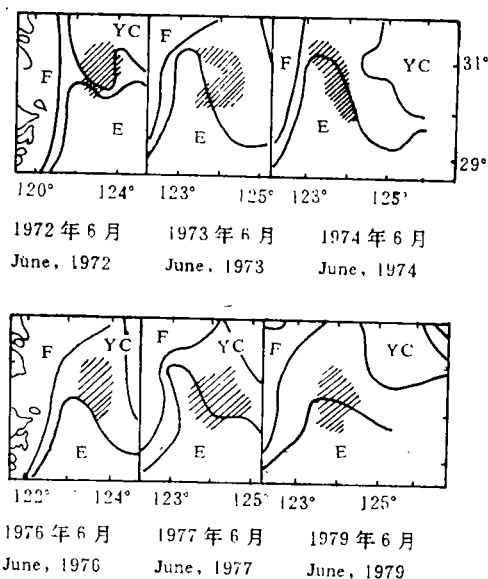 YC
F
E
F
E
F
YC
E
31°
29°
120° 124° 123° 125° 123° 125°
1972 年 6 月 1973 年 6 月 1974 年 6 月
June, 1972 June, 1973 June, 1974
F
YC
E
YC
E
F
YC
E
122° 124° 123° 125° 123° 125°
1976 年 6 月 1977 年 6 月 1979 年 6 月
June, 1976 June, 1977 June, 1979